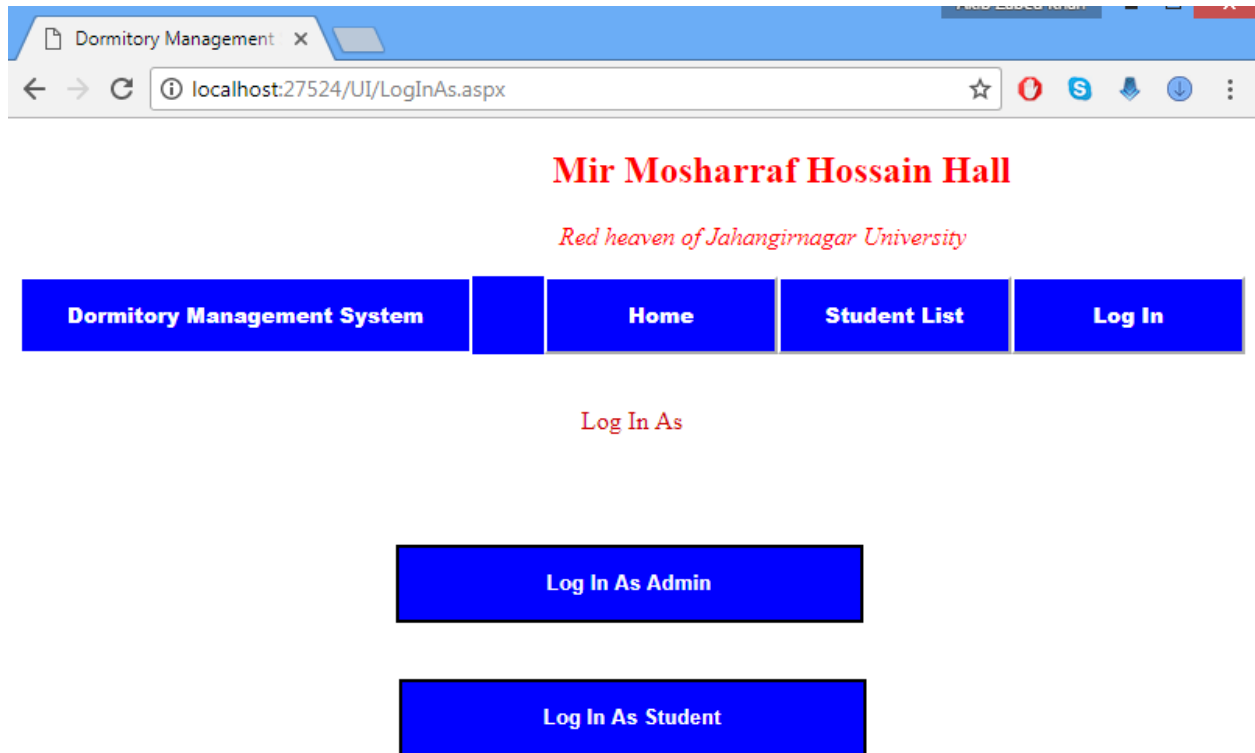 Dormitory Management
localhost:27524/UI/LogInAs.aspx
Mir Mosharraf Hossain Hall
Red heaven of Jahangirnagar University
Dormitory Management System
Home
Student List
Log In
Log In As
Log In As Admin
Log In As Student